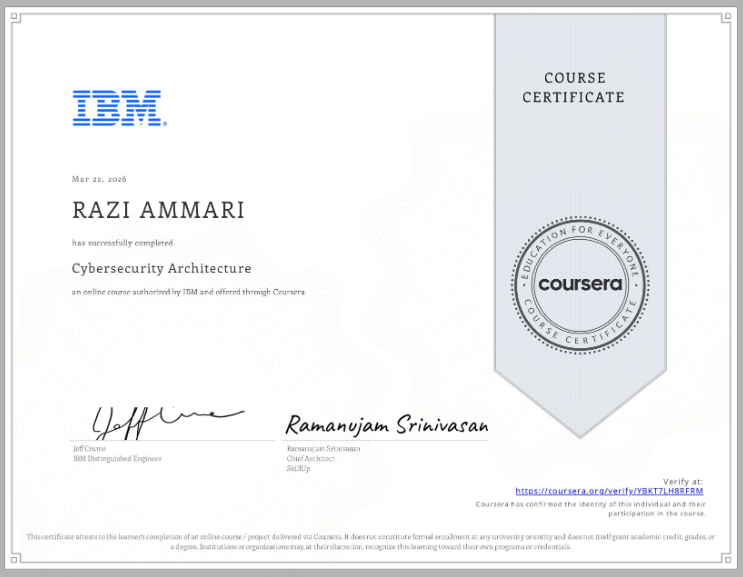 COURSE
CERTIFICATE
IBM
Mar 22, 2026
RAZI AMMARI
has successfully completed
Cybersecurity Architecture
an online course authorized by IBM and offered through Coursera
EDUCATION FOR EVERYONE
coursera
COURSE CERTIFICATE
Jeff Crume
Ramanujam Srinivasan
Jeff Crume
IBM Distinguished Engineer
Ramanujam Srinivasan
Chief Architect
SkillUp
Verify at:
https://coursera.org/verify/YBKT7LH8RFRM
Coursera has confirmed the identity of this individual and their
participation in the course.
This certificate attests to the learner's completion of an online course / project delivered via Coursera. It does not constitute formal enrollment at any university or entity and does not itself grant academic credit, grades, or
a degree. Institutions or organizations may, at their discretion, recognize this learning toward their own programs or credentials.